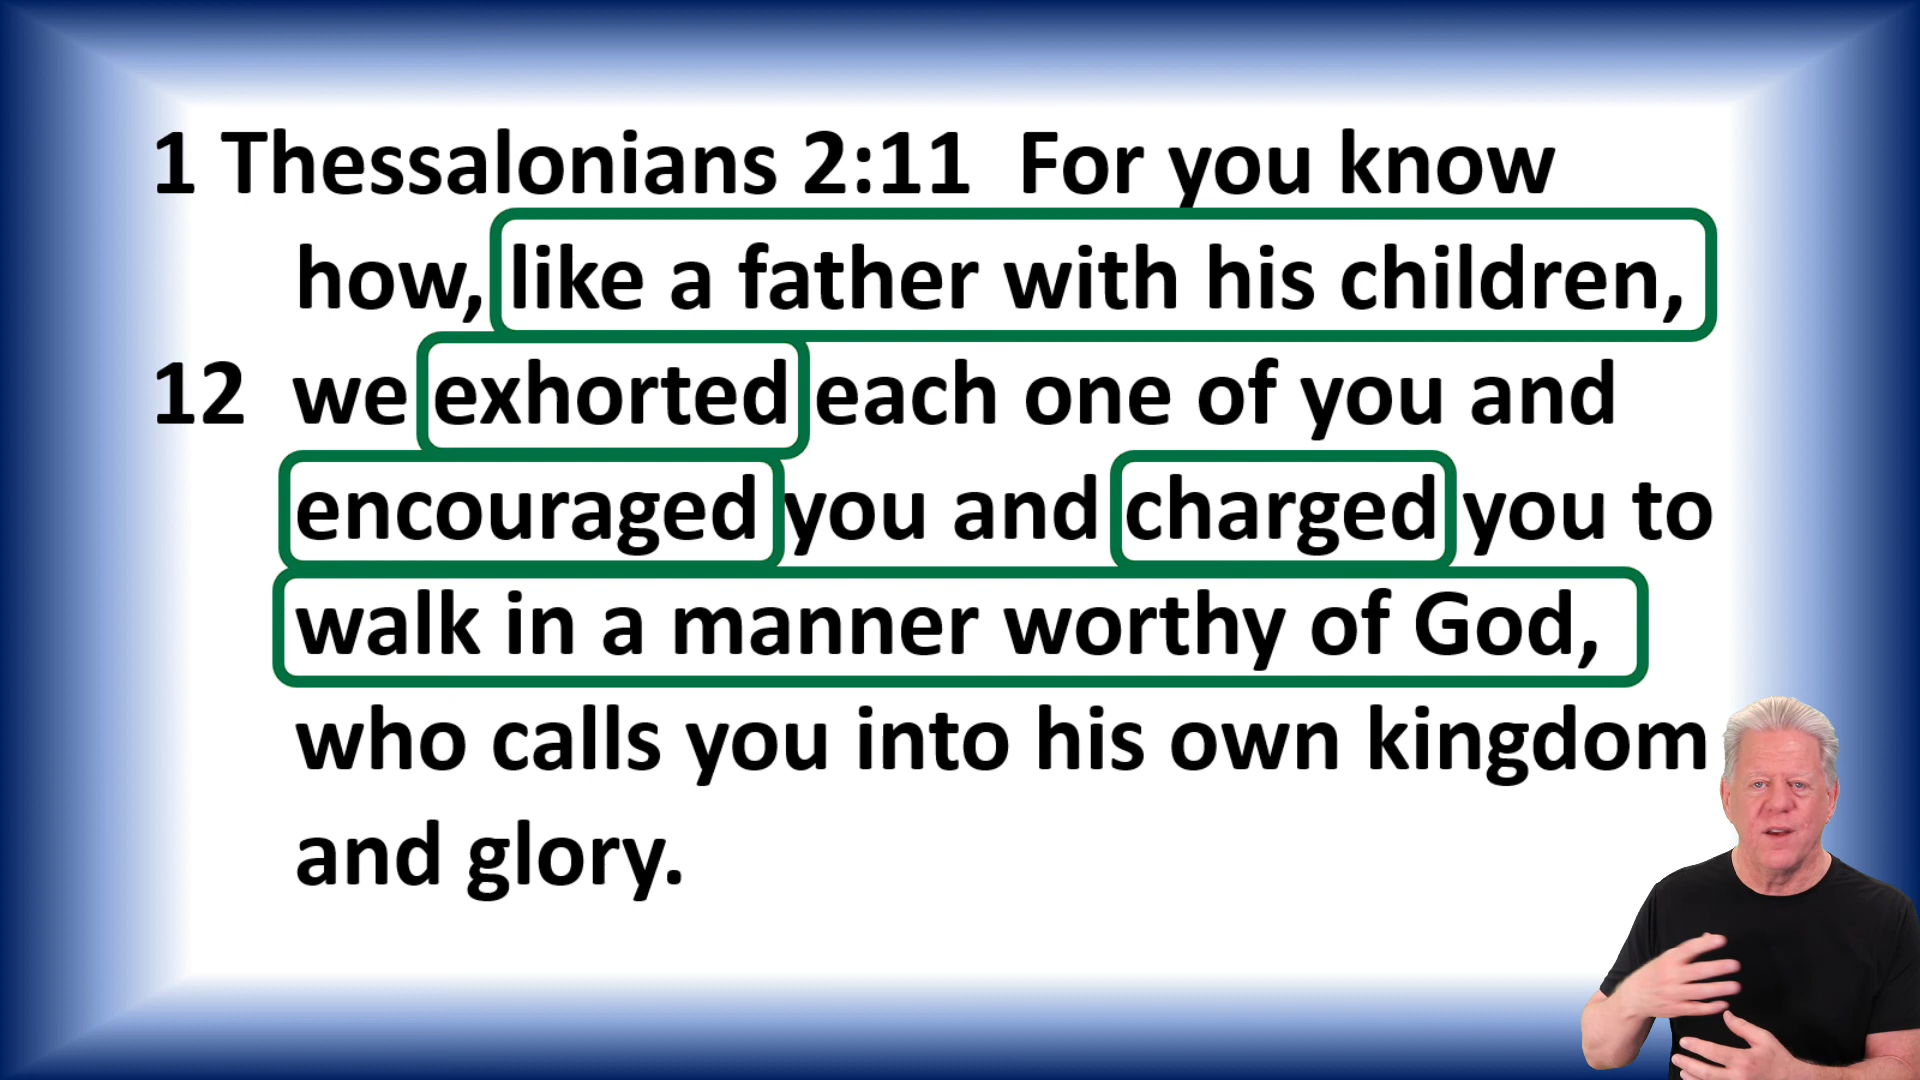 1 Thessalonians 2:11 For you know
how, like a father with his children,
12 we exhorted each one of you and
encouraged you and charged you to
walk in a manner worthy of God,
who calls you into his own kingdom
and glory.